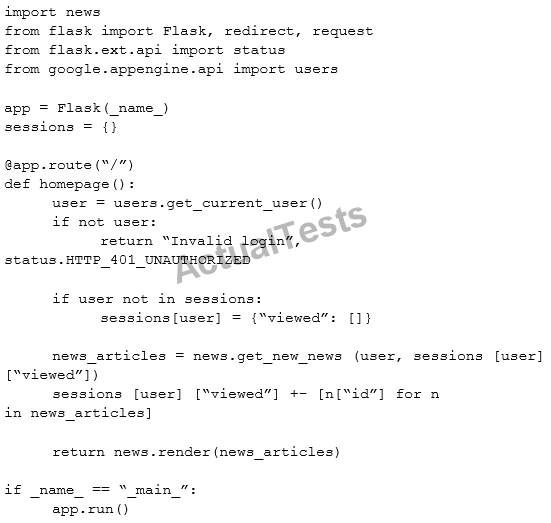 import news
from flask import Flask, redirect, request
from flask.ext.api import status
from google.appengine.api import users
app = Flask(_name_)
sessions = {}
@app.route(“/”)
def homepage():
user = users.get_current_user()
if not user:
return “Invalid login”,
status.HTTP_401_UNAUTHORIZED
if user not in sessions:
sessions[user] = {“viewed”: []}
news_articles = news.get_new_news (user, sessions [user]
[“viewed”])
sessions [user] [“viewed”] +- [n[“id”] for n
in news_articles]
return news.render(news_articles)
if _name_ == “_main_”:
app.run()
ActualTests